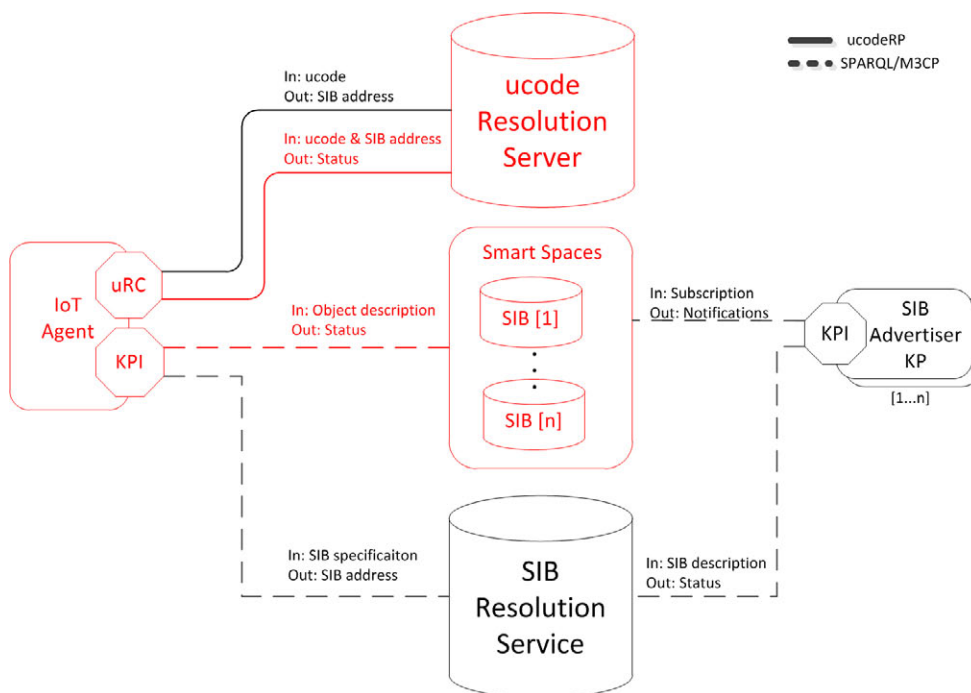 ucodeRP
SPARQL/M3CP
In: ucode
Out: SIB address
ucode
Resolution
Server
In: ucode & SIB address
Out: Status
Smart Spaces
uRC
IoT
Agent
KPI
In: Object description
Out: Status
SIB [1]
SIB [n]
In: Subscription
Out: Notifications
KPI
SIB
Advertiser
KP
[1...n]
In: SIB specificaiton
Out: SIB address
SIB
Resolution
Service
In: SIB description
Out: Status